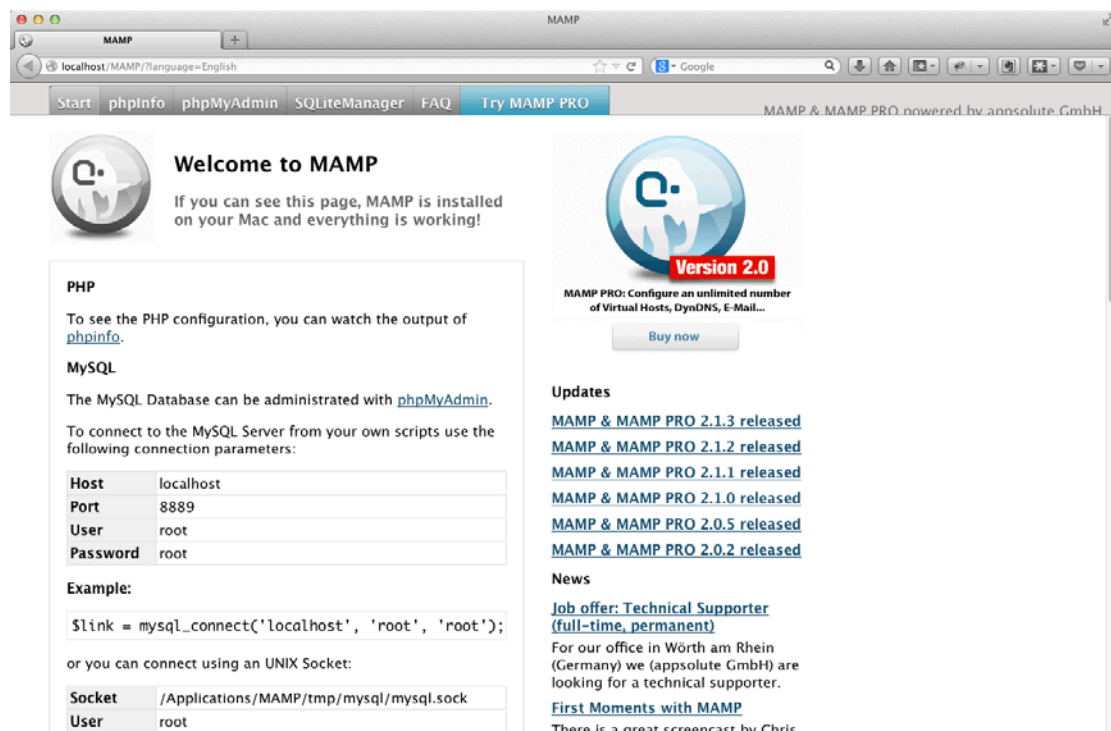 MAMP
MAMP
localhost/MAMP/?language=English
Google
Start phpInfo phpMyAdmin SQLiteManager FAQ Try MAMP PRO
MAMP & MAMP PRO powered by appsolute GmbH
Welcome to MAMP
If you can see this page, MAMP is installed
on your Mac and everything is working!
PHP
To see the PHP configuration, you can watch the output of
phpinfo.
MySQL
The MySQL Database can be administrated with phpMyAdmin.
To connect to the MySQL Server from your own scripts use the
following connection parameters:
Host localhost
Port 8889
User root
Password root
Example:
$link = mysql_connect('localhost', 'root', 'root');
or you can connect using an UNIX Socket:
Socket /Applications/MAMP/tmp/mysql/mysql.sock
User root
Version 2.0
MAMP PRO: Configure an unlimited number
of Virtual Hosts, DynDNS, E-Mail...
Buy now
Updates
MAMP & MAMP PRO 2.1.3 released
MAMP & MAMP PRO 2.1.2 released
MAMP & MAMP PRO 2.1.1 released
MAMP & MAMP PRO 2.1.0 released
MAMP & MAMP PRO 2.0.5 released
MAMP & MAMP PRO 2.0.2 released
News
Job offer: Technical Supporter
(full-time, permanent)
For our office in Wörth am Rhein
(Germany) we (appsolute GmbH) are
looking for a technical supporter.
First Moments with MAMP
There is a great screencast by Chris